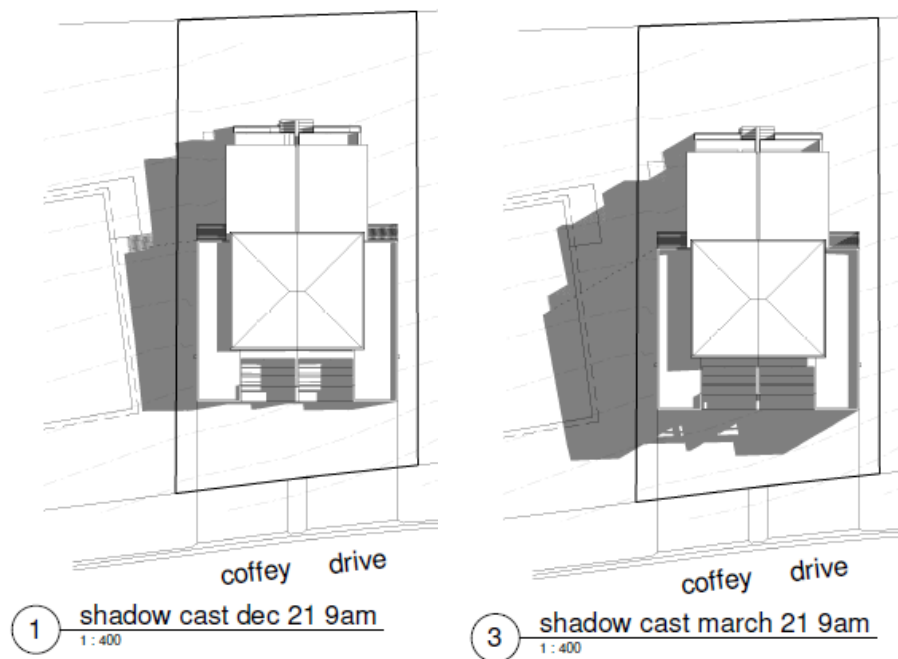 coffey drive
1 shadow cast dec 21 9am
1 : 400
coffey drive
3 shadow cast march 21 9am
1 : 400